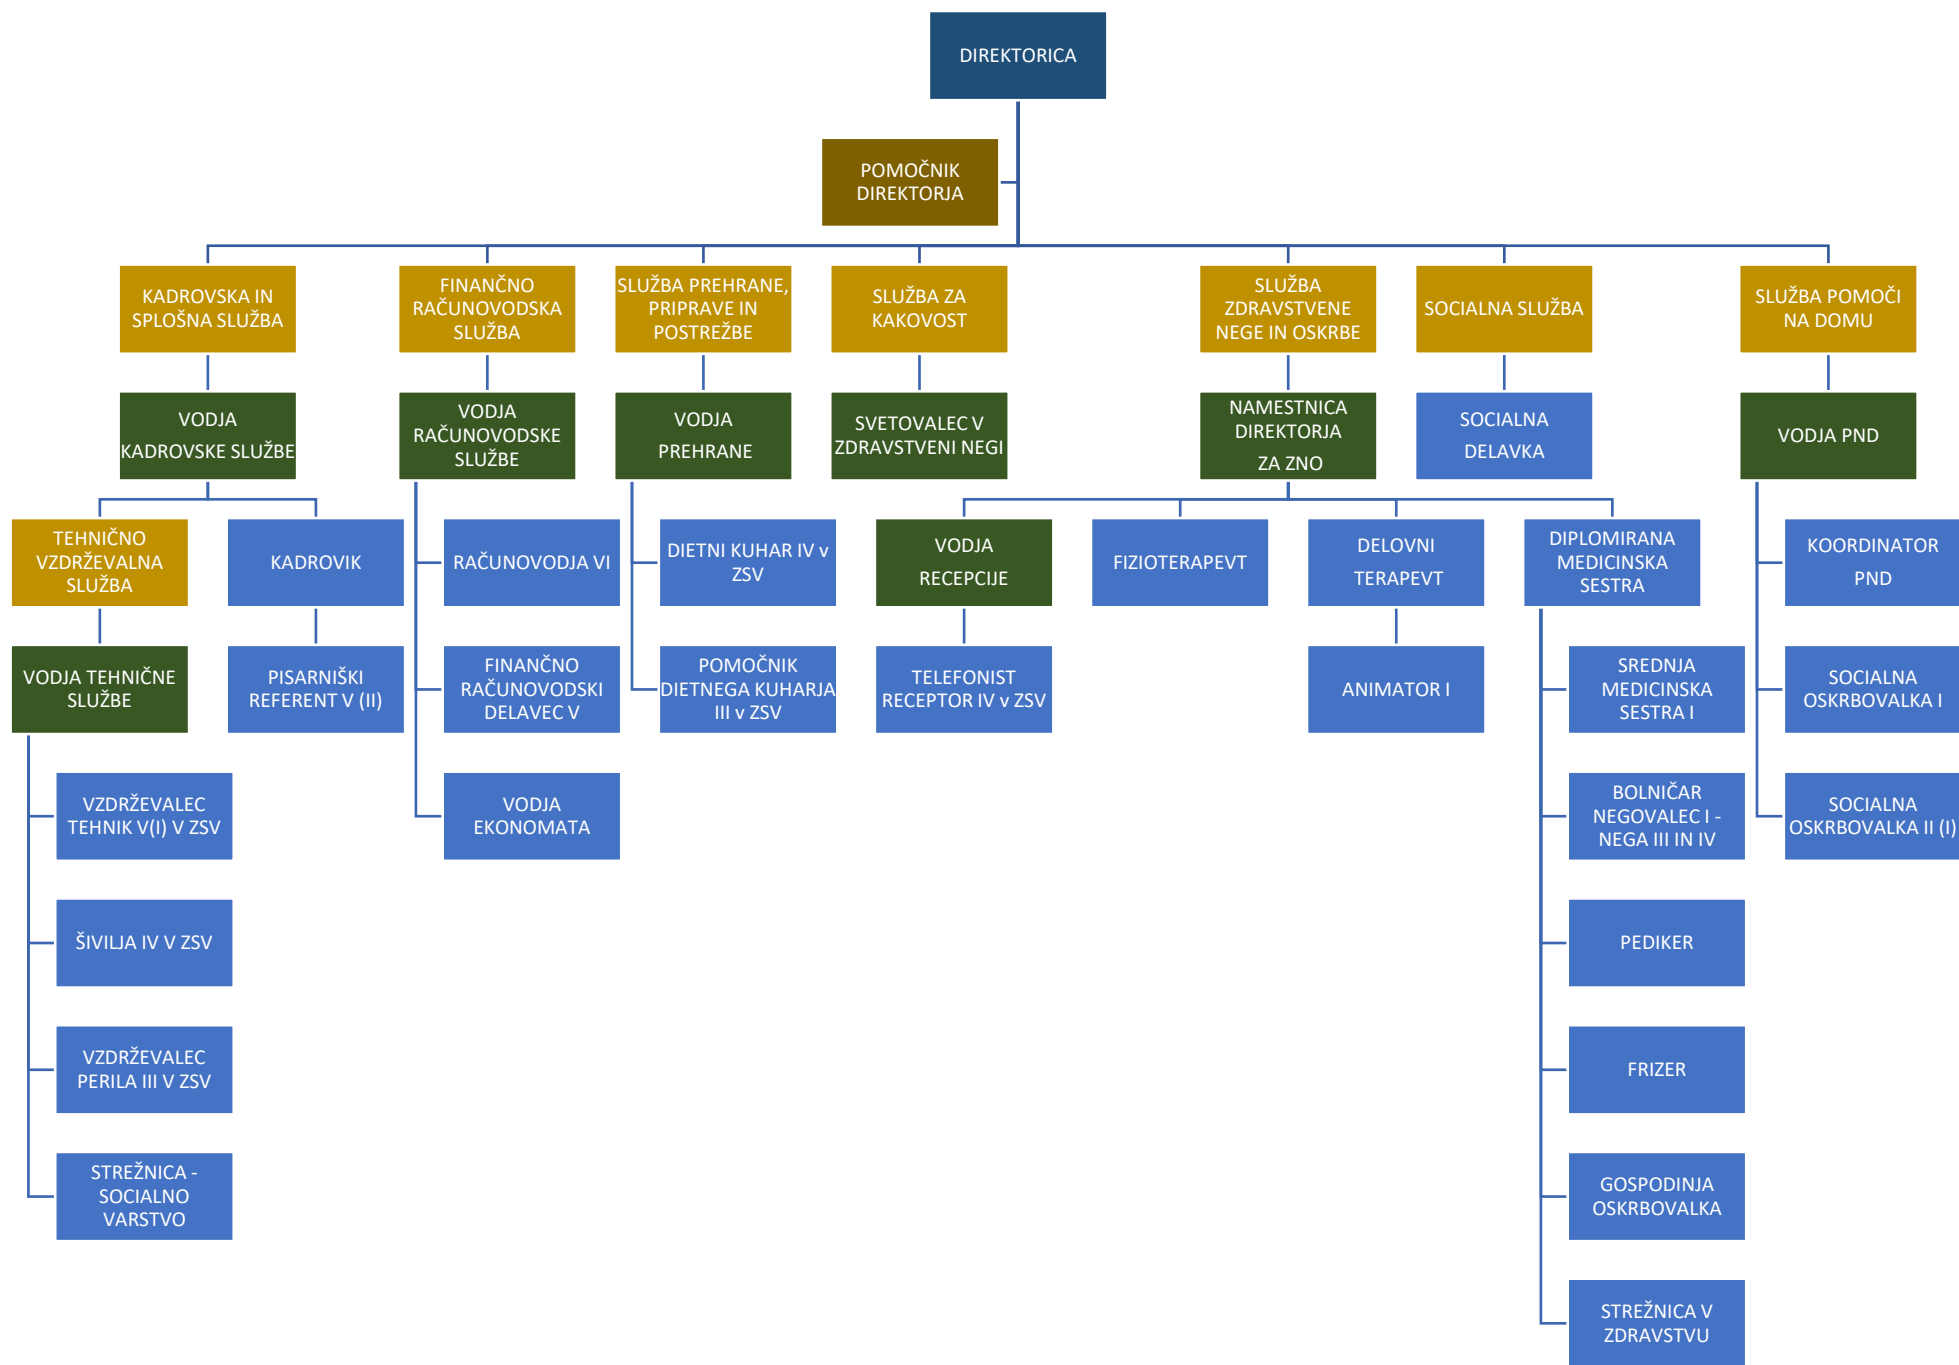 DIREKTORICA
POMOČNIK
DIREKTORJA
KADROVSKA IN
SPLOŠNA SLUŽBA
FINANČNO
RAČUNOVODSKA
SLUŽBA
SLUŽBA PREHRANE,
PRIPRAVE IN
POSTREŽBE
SLUŽBA ZA
KAKOVOST
SLUŽBA
ZDRAVSTVENE
NEGE IN OSKRBE
SOCIALNA SLUŽBA
SLUŽBA POMOČI
NA DOMU
VODJA
KADROVSKE SLUŽBE
VODJA
RAČUNOVODSKE
SLUŽBE
VODJA
PREHRANE
SVETOVALEC V
ZDRAVSTVENI NEGI
NAMESTNICA
DIREKTORJA
ZA ZNO
SOCIALNA
DELAVKA
VODJA PND
TEHNIČNO
VZDRŽEVALNA
SLUŽBA
KADROVIK
RAČUNOVODJA VI
DIETNI KUHAR IV v
ZSV
VODJA
RECEPCIJE
FIZIOTERAPEVT
DELOVNI
TERAPEVT
DIPLOMIRANA
MEDICINSKA
SESTRA
KOORDINATOR
PND
VODJA TEHNIČNE
SLUŽBE
PISARNIŠKI
REFERENT V (II)
FINANČNO
RAČUNOVODSKI
DELAVEC V
POMOČNIK
DIETNEGA KUHARJA
III v ZSV
TELEFONIST
RECEPTOR IV v ZSV
ANIMATOR I
SREDNJA
MEDICINSKA
SESTRA I
SOCIALNA
OSKRBOVALKA I
VZDRŽEVALEC
TEHNIK V(I) V ZSV
VODJA
EKONOMATA
BOLNIČAR
NEGOVALEC I -
NEGA III IN IV
SOCIALNA
OSKRBOVALKA II (I)
ŠIVILJA IV V ZSV
PEDIKER
VZDRŽEVALEC
PERILA III V ZSV
FRIZER
STREŽNICA -
SOCIALNO
VARSTVO
GOSPODINJA
OSKRBOVALKA
STREŽNICA V
ZDRAVSTVU